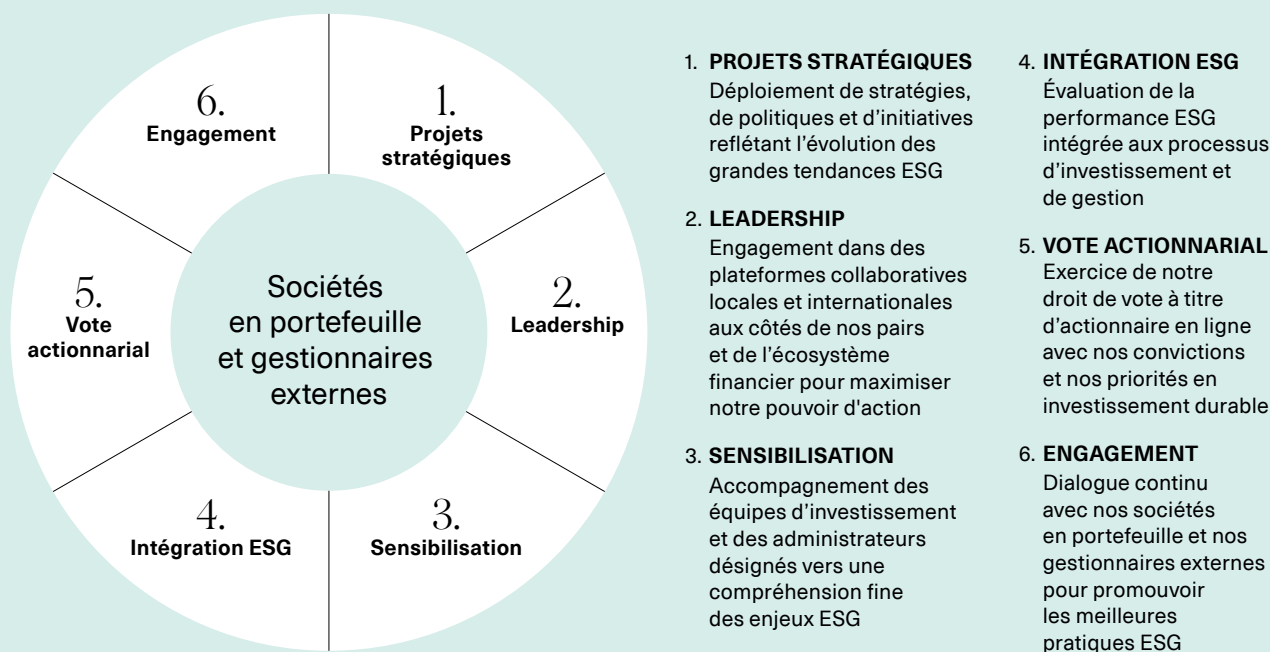 6.
Engagement
1.
Projets
stratégiques
5.
Vote
actionnarial
Sociétés
en portefeuille
et gestionnaires
externes
2.
Leadership
4.
Intégration ESG
3.
Sensibilisation
1. PROJETS STRATÉGIQUES
Déploiement de stratégies,
de politiques et d’initiatives
reflétant l’évolution des
grandes tendances ESG
2. LEADERSHIP
Engagement dans des
plateformes collaboratives
locales et internationales
aux côtés de nos pairs
et de l’écosystème
financier pour maximiser
notre pouvoir d'action
3. SENSIBILISATION
Accompagnement des
équipes d’investissement
et des administrateurs
désignés vers une
compréhension fine
des enjeux ESG
4. INTÉGRATION ESG
Évaluation de la
performance ESG
intégrée aux processus
d’investissement et
de gestion
5. VOTE ACTIONNARIAL
Exercice de notre
droit de vote à titre
d’actionnaire en ligne
avec nos convictions
et nos priorités en
investissement durable
6. ENGAGEMENT
Dialogue continu
avec nos sociétés
en portefeuille et nos
gestionnaires externes
pour promouvoir
les meilleures
pratiques ESG